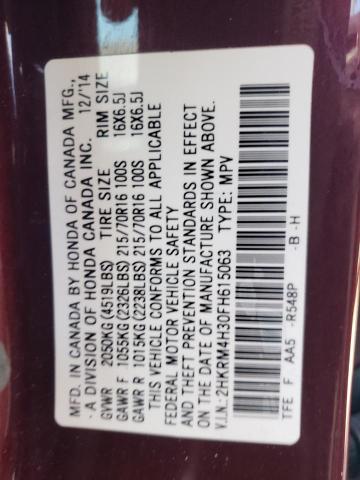 MFD. IN CANADA BY HONDA OF CANADA MFG.,
- A DIVISION OF HONDA CANADA INC. 12/'14
GVWR 2050KG (4519LBS) TIRE SIZE RIM SIZE
GAWR F 1055KG (2326LBS) 215/70R16 100S 16X6.5J
GAWR R 1015KG (2238LBS) 215/70R16 100S 16X6.5J
THIS VEHICLE CONFORMS TO ALL APPLICABLE
FEDERAL MOTOR VEHICLE SAFETY
AND THEFT PREVENTION STANDARDS IN EFFECT
ON THE DATE OF MANUFACTURE SHOWN ABOVE.
V.I.N.: 2HKRM4H30FH615063 TYPE: MPV
TFE F AA5 -R548P -B -H